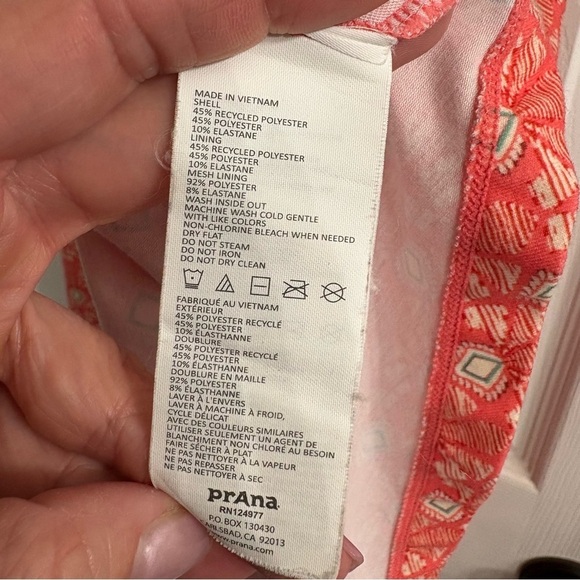 MADE IN VIETNAM
SHELL
45% RECYCLED POLYESTER
45% POLYESTER
10% ELASTANE
LINING
45% RECYCLED POLYESTER
45% POLYESTER
10% ELASTANE
MESH LINING
92% POLYESTER
8% ELASTANE
WASH INSIDE OUT
MACHINE WASH COLD GENTLE
WITH LIKE COLORS
NON-CHLORINE BLEACH WHEN NEEDED
DRY FLAT
DO NOT STEAM
DO NOT IRON
DO NOT DRY CLEAN
FABRIQUÉ AU VIETNAM
EXTÉRIEUR
45% POLYESTER RECYCLÉ
45% POLYESTER
10% ÉLASTHANNE
DOUBLURE
45% POLYESTER RECYCLÉ
45% POLYESTER
10% ÉLASTHANNE
DOUBLURE EN MAILLE
92% POLYESTER
8% ÉLASTHANNE
LAVER À L'ENVERS
LAVER À MACHINE À FROID,
CYCLE DÉLICAT
AVEC DES COULEURS SIMILAIRES
UTILISER SEULEMENT UN AGENT DE
BLANCHIMENT NON CHLORÉ AU BESOIN
FAIRE SÉCHER À PLAT
NE PAS NETTOYER À LA VAPEUR
NE PAS REPASSER
NE PAS NETTOYER À SEC
prAna
RN124977
P.O. BOX 130430
CARLSBAD, CA 92013
www.prana.com